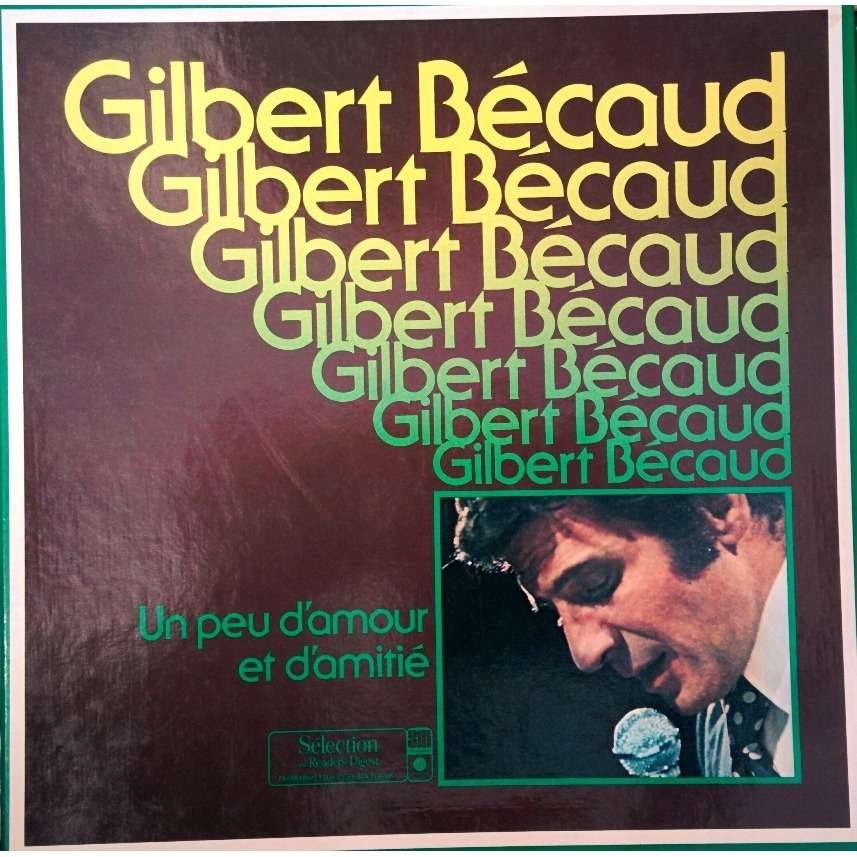 Gilbert Bécaud
Gilbert Bécaud
Gilbert Bécaud
Gilbert Bécaud
Gilbert Bécaud
Gilbert Bécaud
Gilbert Bécaud
Un peu d'amour
et d'amitié
Sélection
Reader's Digest